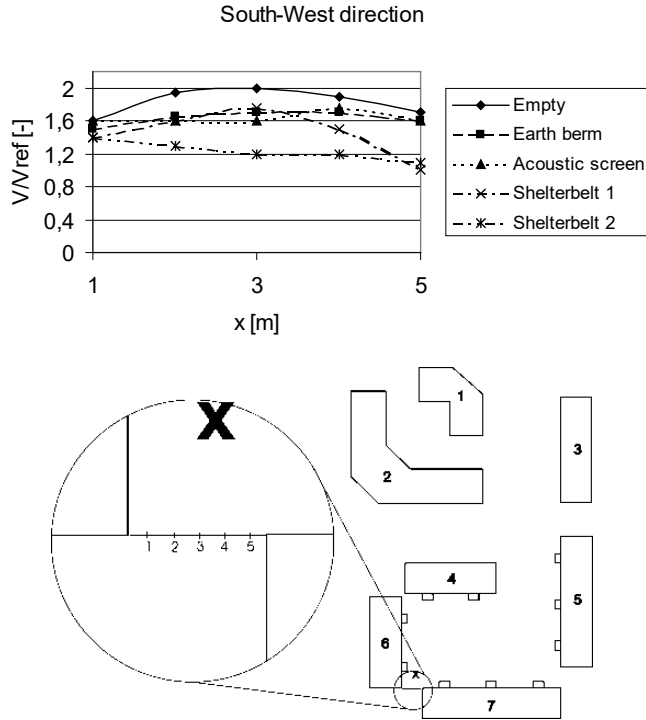 South-West direction
V/Vref [-]
2
1,6
1,2
0,8
0,4
0
1 3 5
x [m]
Empty
Earth berm
Acoustic screen
Shelterbelt 1
Shelterbelt 2
X
1 2 3 4 5
1
2
3
4
5
6
x
7